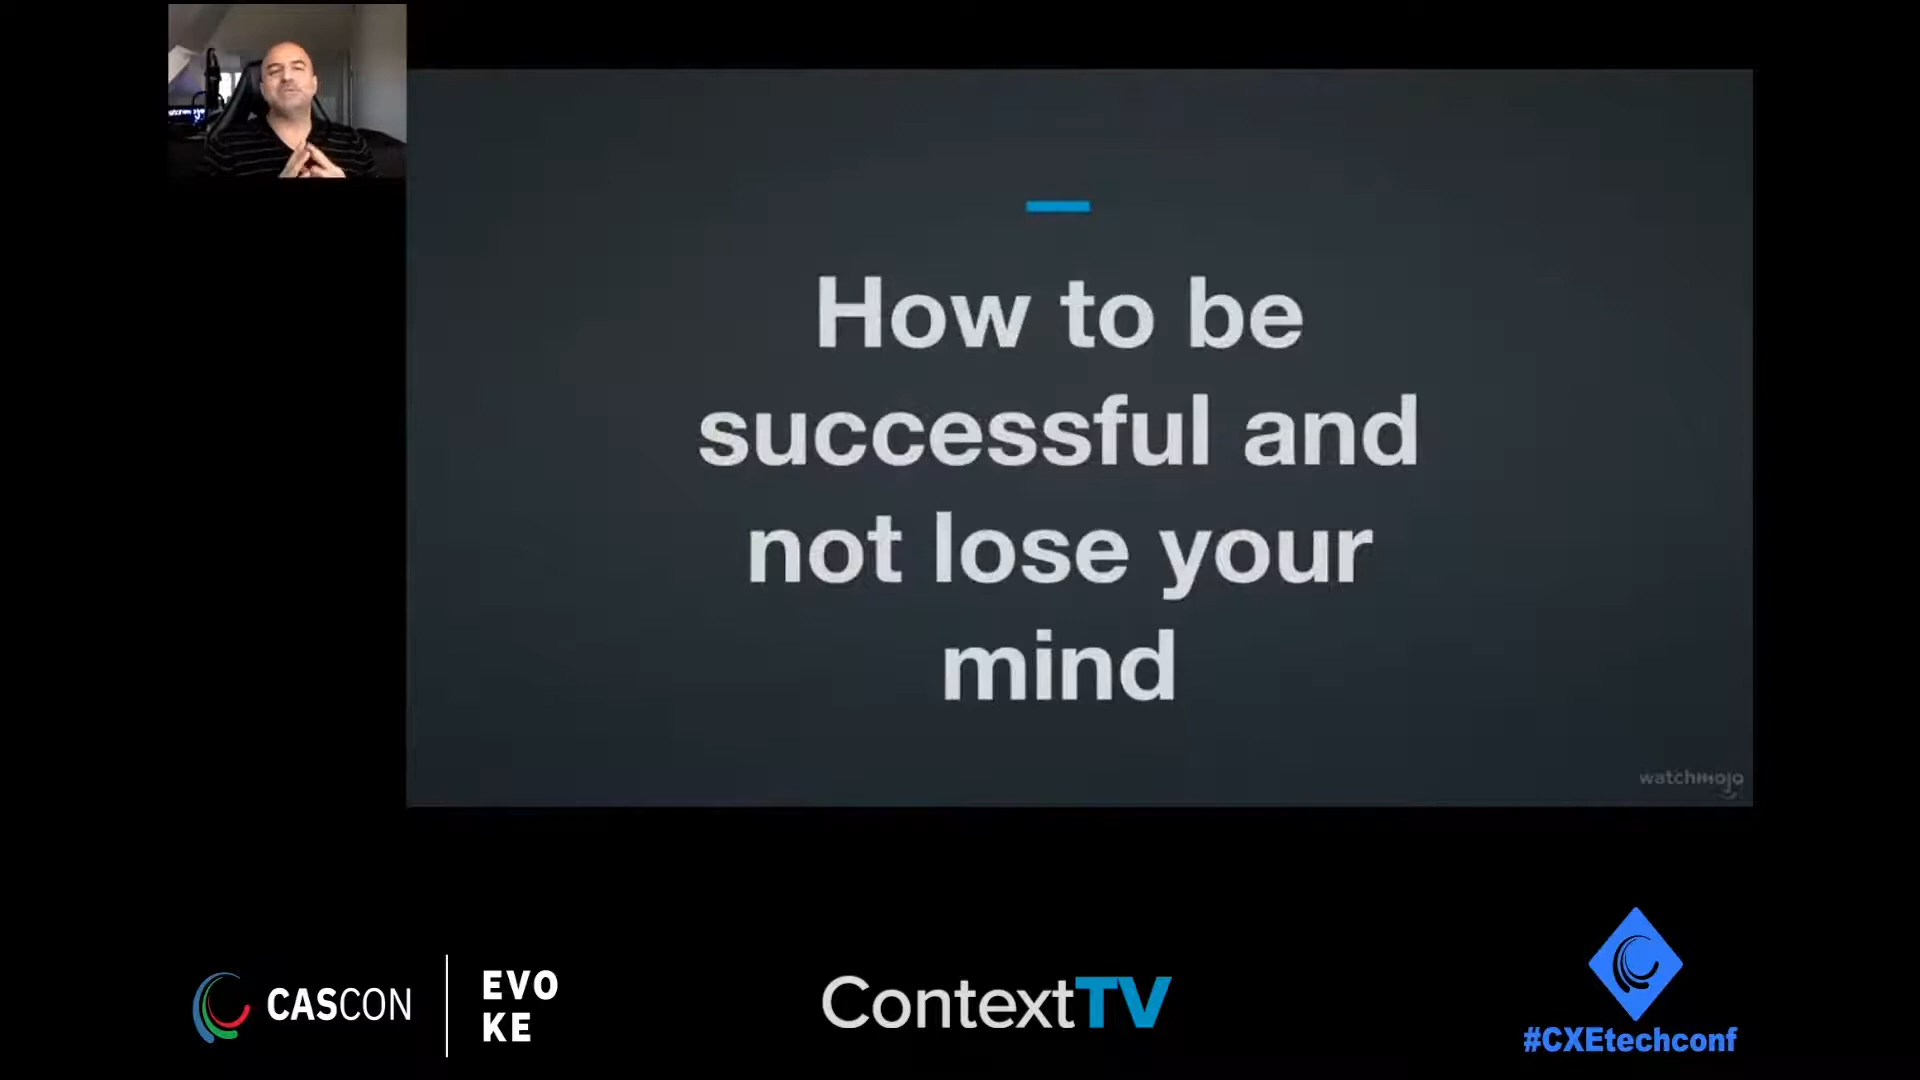 How to be
successful and
not lose your
mind
watchmojo
CASCON
EVO
KE
ContextTV
#CXEtechconf